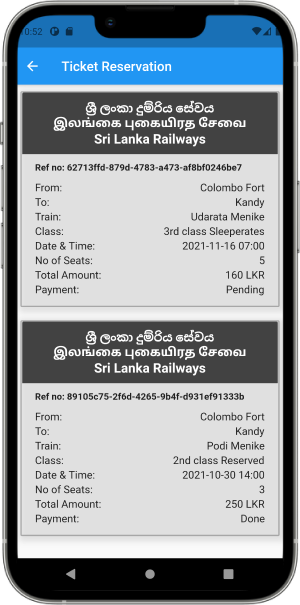 10:52
Ticket Reservation
ශ්‍රී ලංකා දුම්රිය සේවය
இலங்கை புகையிரத சேவை
Sri Lanka Railways
Ref no: 62713ffd-879d-4783-a473-af8bf0246be7
From: Colombo Fort
To: Kandy
Train: Udarata Menike
Class: 3rd class Sleeperates
Date & Time: 2021-11-16 07:00
No of Seats: 5
Total Amount: 160 LKR
Payment: Pending
ශ්‍රී ලංකා දුම්රිය සේවය
இலங்கை புகையிரத சேவை
Sri Lanka Railways
Ref no: 89105c75-2f6d-4265-9b4f-d931ef91333b
From: Colombo Fort
To: Kandy
Train: Podi Menike
Class: 2nd class Reserved
Date & Time: 2021-10-30 14:00
No of Seats: 3
Total Amount: 250 LKR
Payment: Done